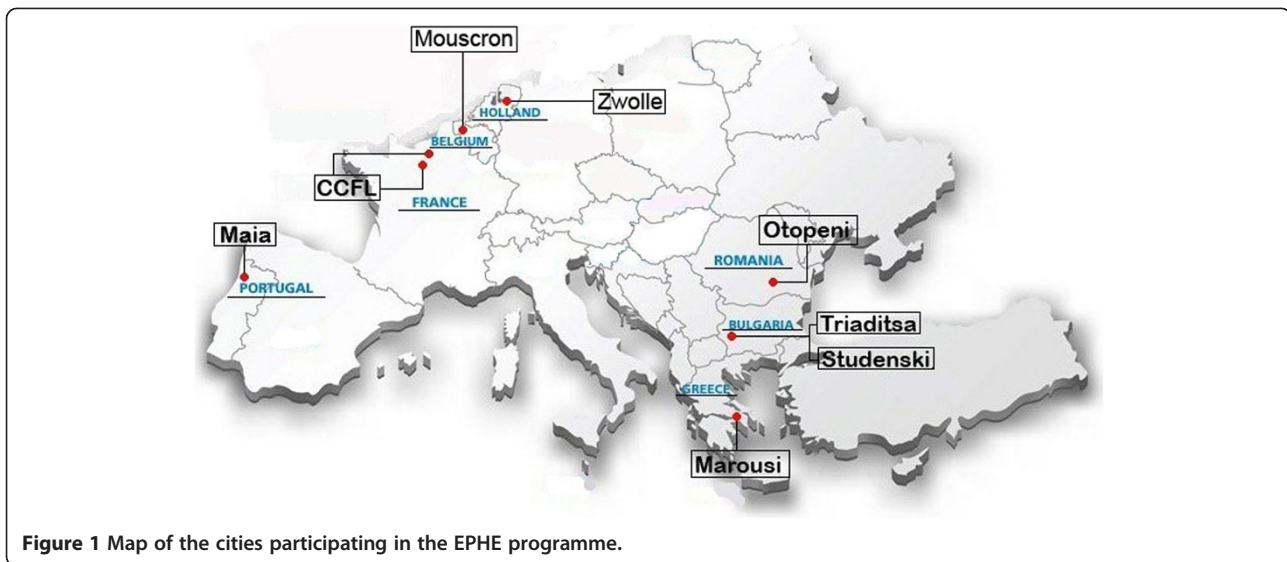 Mouscron
Zwolle
HOLLAND
BELGIUM
CCFL
FRANCE
Maia
Otopeni
ROMANIA
PORTUGAL
BULGARIA
Triaditsa
Studenski
GREECE
Marousi
Figure 1 Map of the cities participating in the EPHE programme.